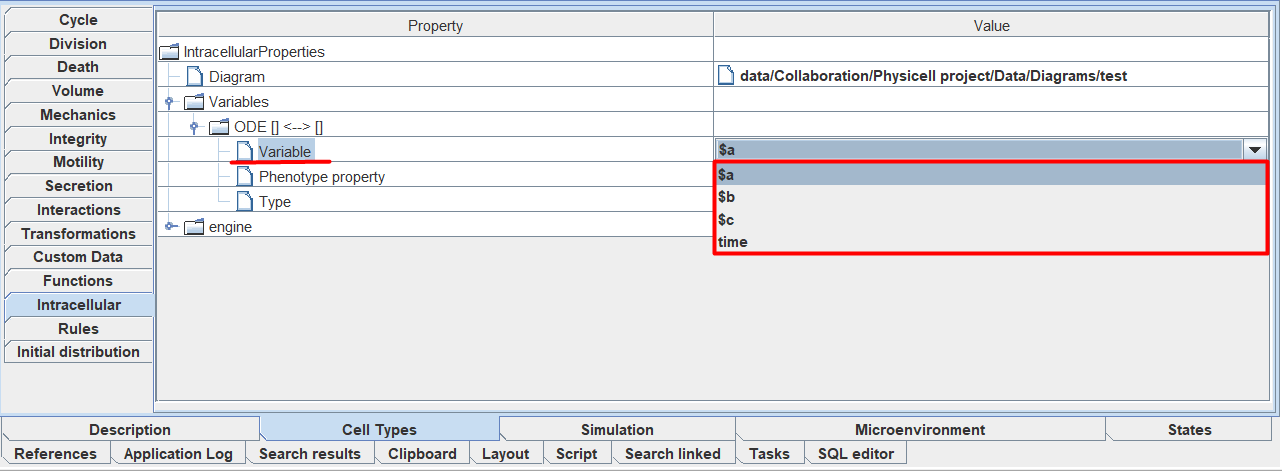 Cycle
Division
Death
Volume
Mechanics
Integrity
Motility
Secretion
Interactions
Transformations
Custom Data
Functions
Intracellular
Rules
Initial distribution
Property Value
IntracellularProperties
Diagram data/Collaboration/Physicell project/Data/Diagrams/test
Variables
ODE [] <--> []
Variable $a
Phenotype property $a
$b
Type $c
engine time
Description Cell Types Simulation Microenvironment States
References Application Log Search results Clipboard Layout Script Search linked Tasks SQL editor